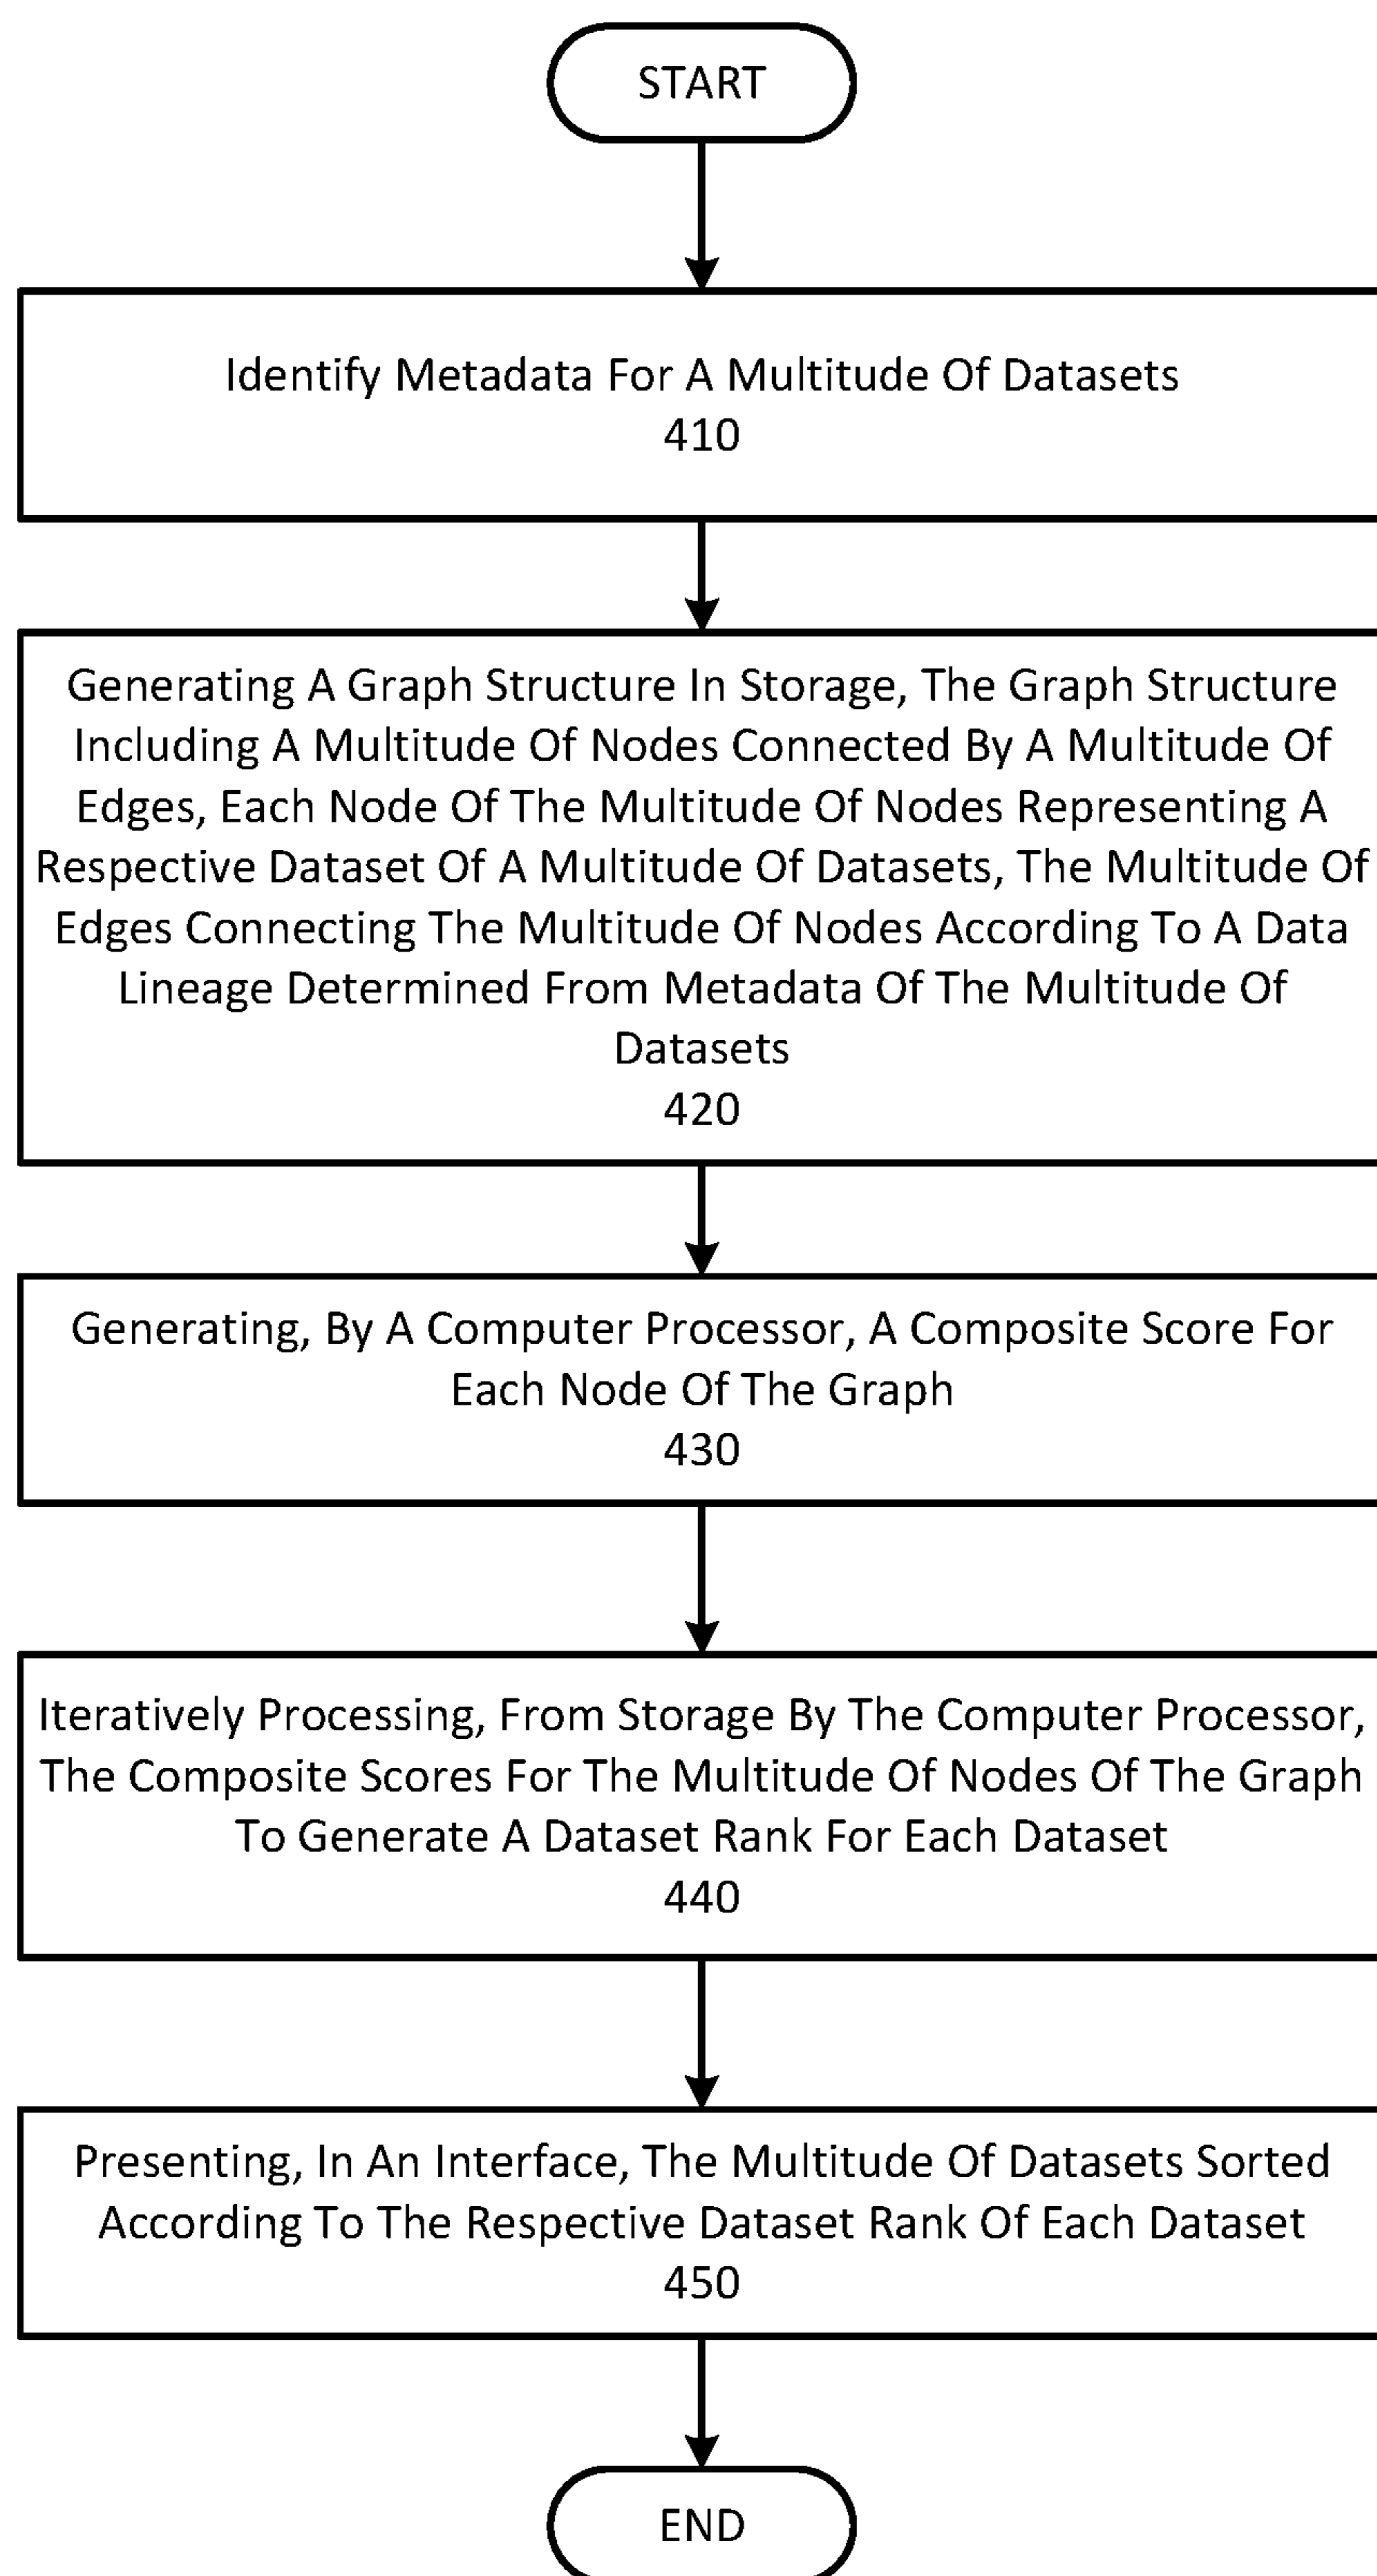 START
Identify Metadata For A Multitude Of Datasets
410
Generating A Graph Structure In Storage, The Graph Structure
Including A Multitude Of Nodes Connected By A Multitude Of
Edges, Each Node Of The Multitude Of Nodes Representing A
Respective Dataset Of A Multitude Of Datasets, The Multitude Of
Edges Connecting The Multitude Of Nodes According To A Data
Lineage Determined From Metadata Of The Multitude Of
Datasets
420
Generating, By A Computer Processor, A Composite Score For
Each Node Of The Graph
430
Iteratively Processing, From Storage By The Computer Processor,
The Composite Scores For The Multitude Of Nodes Of The Graph
To Generate A Dataset Rank For Each Dataset
440
Presenting, In An Interface, The Multitude Of Datasets Sorted
According To The Respective Dataset Rank Of Each Dataset
450
END